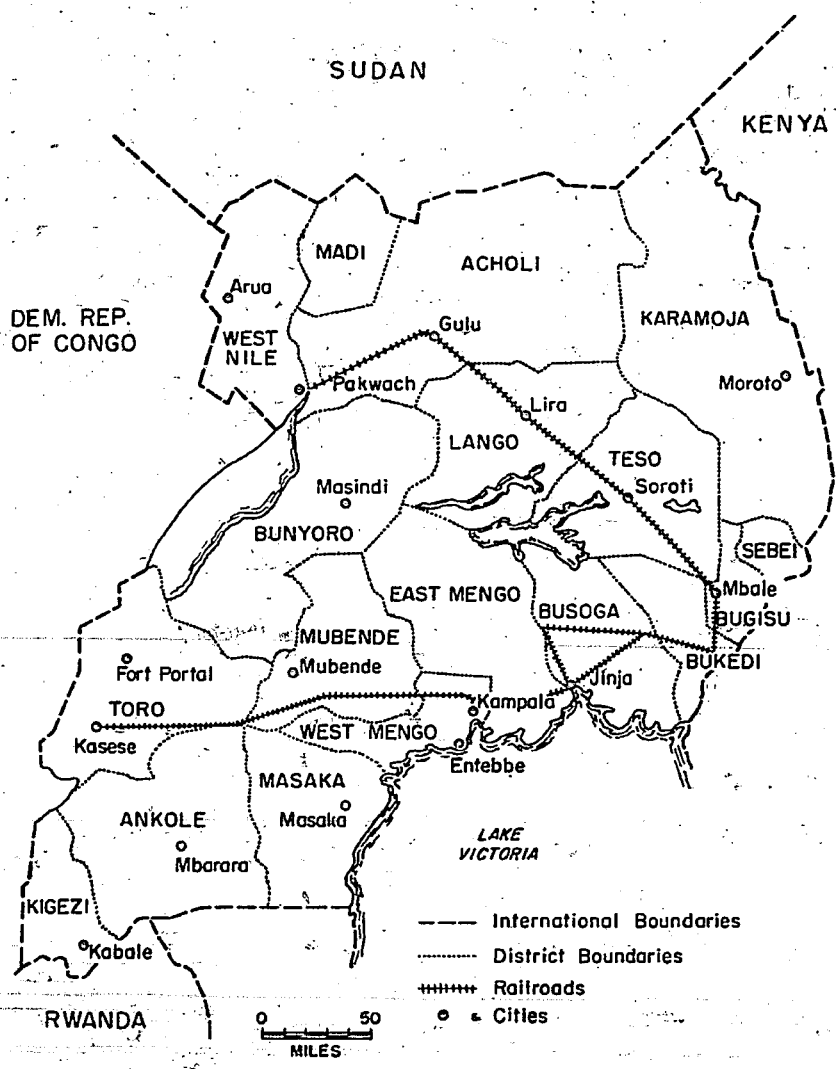 SUDAN
KENYA
MADI
ACHOLI
Arua
DEM. REP.
OF CONGO
KARAMOJA
WEST
NILE
Gulu
Pakwach
Moroto
Lira
LANGO
TESO
Soroti
Masindi
BUNYORO
SEBEI
Mbale
EAST MENGO
BUSOGA
BUGISU
MUBENDE
Mubende
BUKEDI
Fort Portal
Jinja
Kampala
TORO
WEST MENGO
Kasese
Entebbe
MASAKA
Masaka
ANKOLE
Mbarara
LAKE
VICTORIA
KIGEZI
International Boundaries
Kabale
District Boundaries
Railroads
& Cities
RWANDA
0 50
MILES